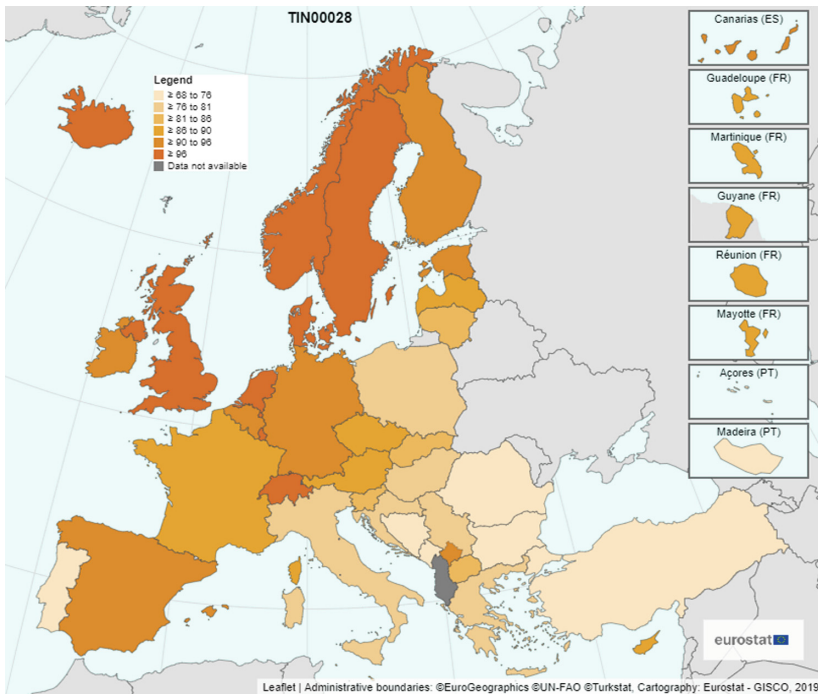 TIN00028
Legend
≥ 68 to 76
≥ 76 to 81
≥ 81 to 86
≥ 86 to 90
≥ 90 to 96
≥ 96
Data not available
Canarias (ES)
Guadeloupe (FR)
Martinique (FR)
Guyane (FR)
Réunion (FR)
Mayotte (FR)
Açores (PT)
Madeira (PT)
eurostat
Leaflet | Administrative boundaries: ©EuroGeographics ©UN-FAO ©Turkstat, Cartography: Eurostat - GISCO, 2019